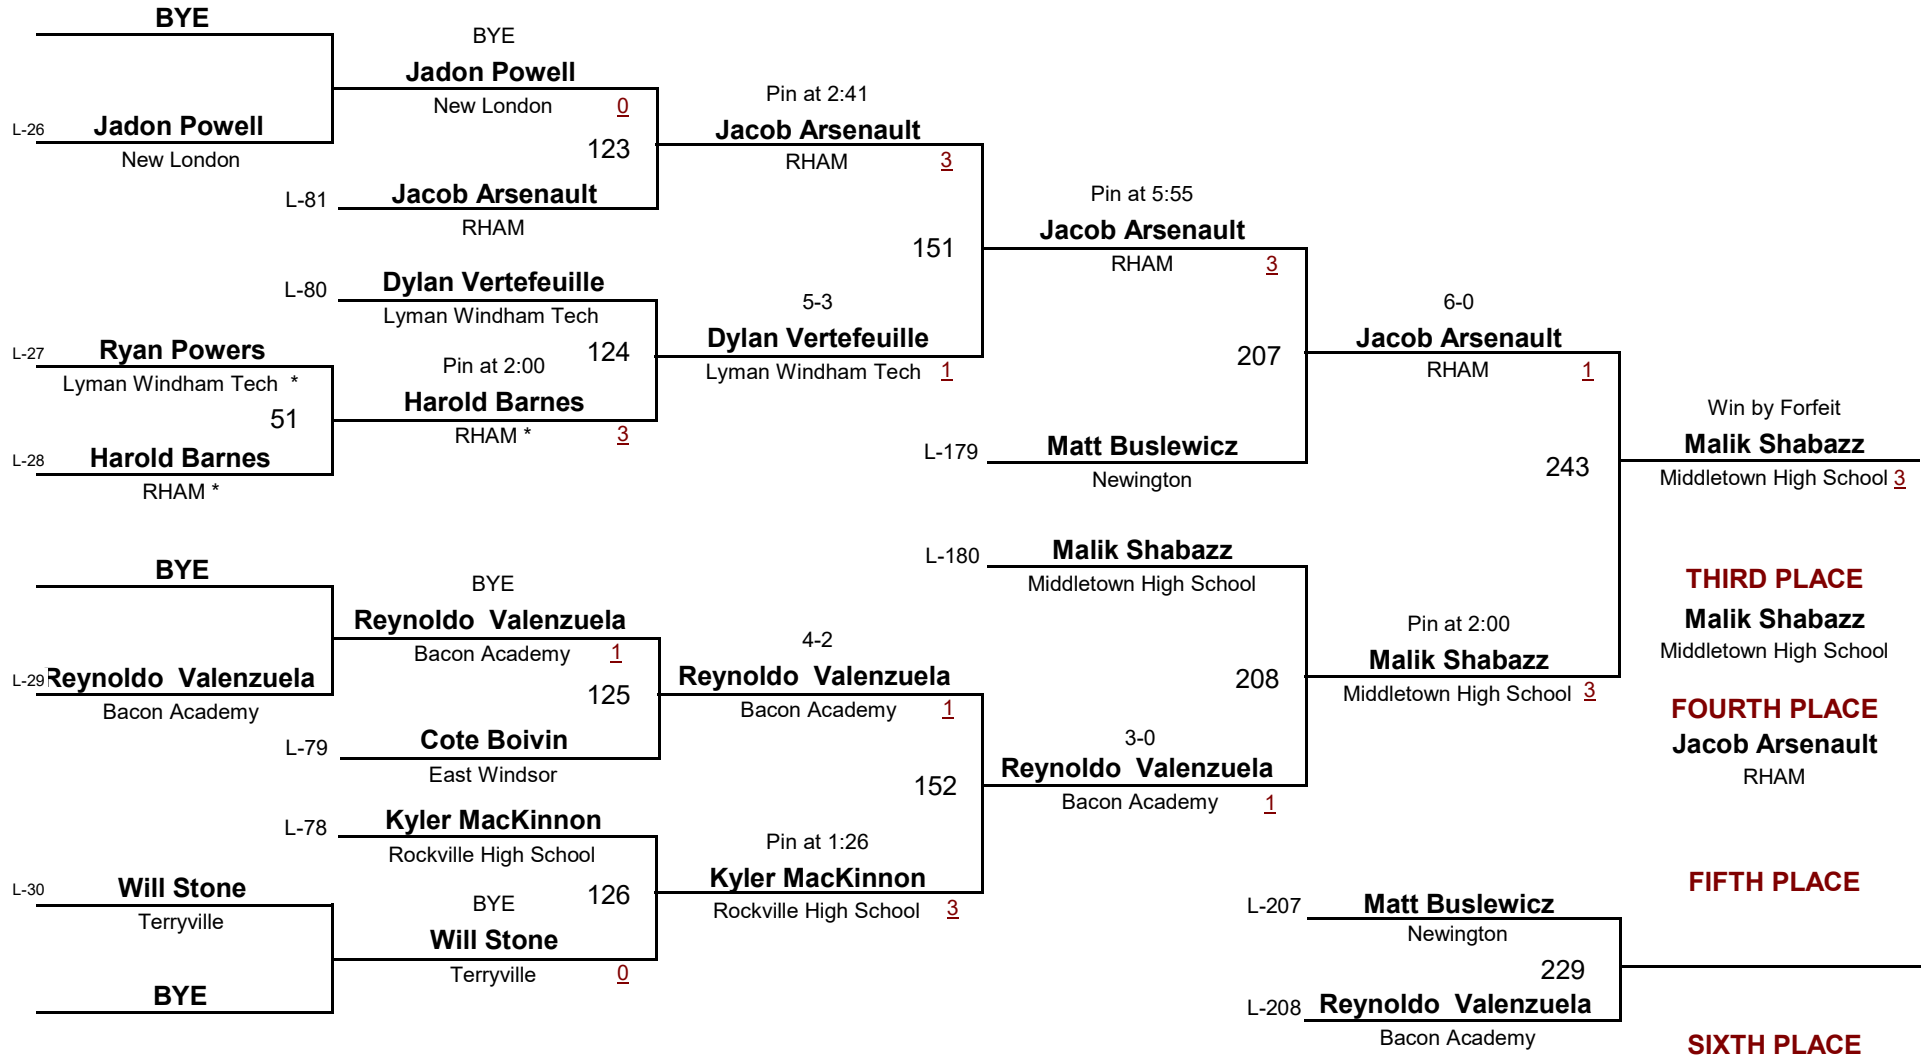 BYE
L-26 Jadon Powell
New London
BYE
Jadon Powell
New London 0
123
L-81 Jacob Arsenault
RHAM
L-80 Dylan Vertefeuille
Lyman Windham Tech
L-27 Ryan Powers
Lyman Windham Tech *
51
L-28 Harold Barnes
RHAM *
Pin at 2:00
Harold Barnes
RHAM * 3
124
Pin at 2:41
Jacob Arsenault
RHAM 3
151
5-3
Dylan Vertefeuille
Lyman Windham Tech 1
Pin at 5:55
Jacob Arsenault
RHAM 3
207
L-179 Matt Buslewicz
Newington
6-0
Jacob Arsenault
RHAM 1
243
Win by Forfeit
Malik Shabazz
Middletown High School 3
BYE
L-29 Reynoldo Valenzuela
Bacon Academy
BYE
Reynoldo Valenzuela
Bacon Academy 1
125
L-79 Cote Boivin
East Windsor
L-78 Kyler MacKinnon
Rockville High School
126
L-30 Will Stone
Terryville
BYE
BYE
Will Stone
Terryville 0
4-2
Reynoldo Valenzuela
Bacon Academy 1
152
Pin at 1:26
Kyler MacKinnon
Rockville High School 3
L-180 Malik Shabazz
Middletown High School
208
3-0
Reynoldo Valenzuela
Bacon Academy 1
Pin at 2:00
Malik Shabazz
Middletown High School 3
THIRD PLACE
Malik Shabazz
Middletown High School
FOURTH PLACE
Jacob Arsenault
RHAM
L-207 Matt Buslewicz
Newington
229
L-208 Reynoldo Valenzuela
Bacon Academy
FIFTH PLACE
SIXTH PLACE